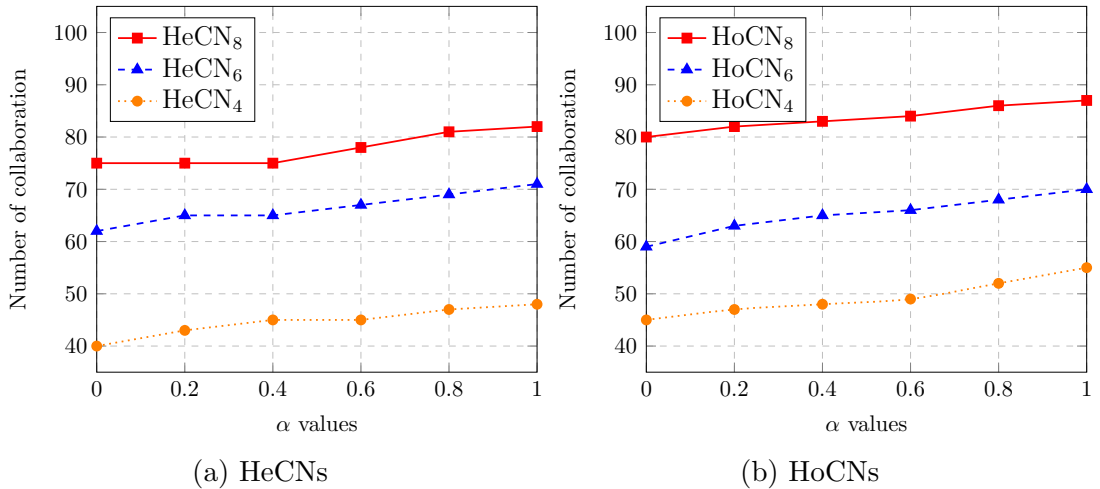 100
90
80
70
60
50
40
0
0.2
0.4
0.6
0.8
1
Number of collaboration
α values
HeCN₈
HeCN₆
HeCN₄
(a) HeCNs
100
90
80
70
60
50
40
0
0.2
0.4
0.6
0.8
1
Number of collaboration
α values
HoCN₈
HoCN₆
HoCN₄
(b) HoCNs